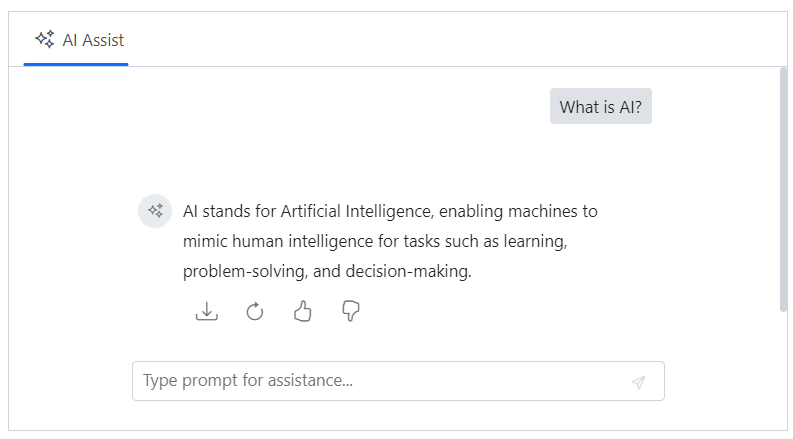 AI Assist
What is AI?
AI stands for Artificial Intelligence, enabling machines to
mimic human intelligence for tasks such as learning,
problem-solving, and decision-making.
Type prompt for assistance...